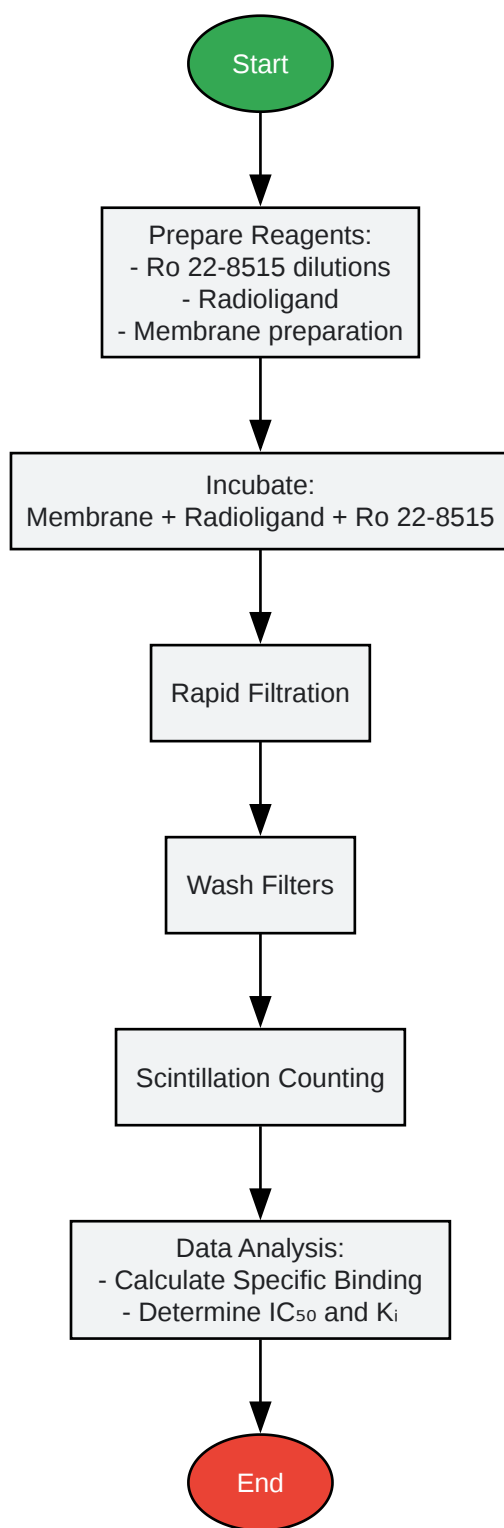 Start
Prepare Reagents:
- Ro 22-8515 dilutions
- Radioligand
- Membrane preparation
Incubate:
Membrane + Radioligand + Ro 22-8515
Rapid Filtration
Wash Filters
Scintillation Counting
Data Analysis:
- Calculate Specific Binding
- Determine IC₅₀ and Kᵢ
End